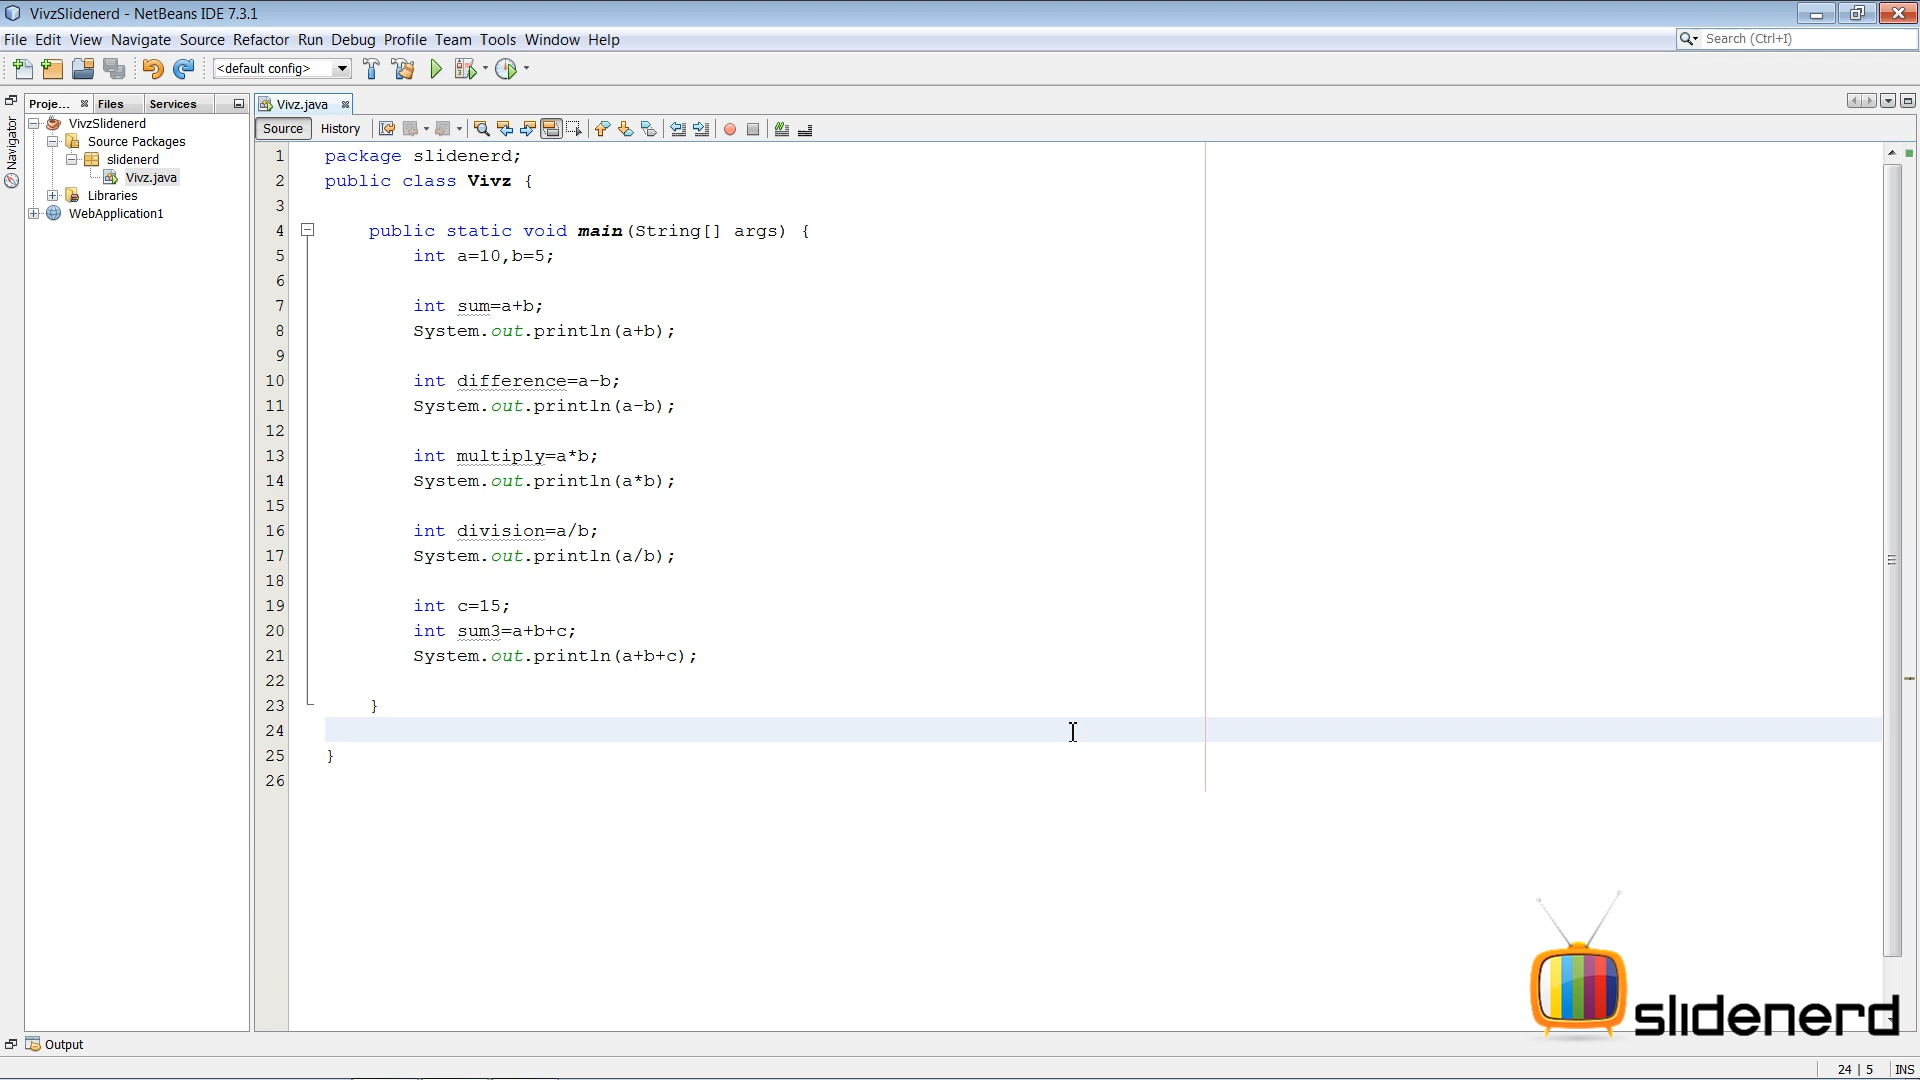 VivzSlidenerd - NetBeans IDE 7.3.1
File Edit View Navigate Source Refactor Run Debug Profile Team Tools Window Help
Search (Ctrl+I)
<default config>
Proje... Files Services
Vivz.java
Navigator
VivzSlidenerd
Source Packages
slidenerd
Vivz.java
Libraries
WebApplication1
Source History
1 package slidenerd;
2 public class Vivz {
3
4 public static void main(String[] args) {
5 int a=10,b=5;
6
7 int sum=a+b;
8 System.out.println(a+b);
9
10 int difference=a-b;
11 System.out.println(a-b);
12
13 int multiply=a*b;
14 System.out.println(a*b);
15
16 int division=a/b;
17 System.out.println(a/b);
18
19 int c=15;
20 int sum3=a+b+c;
21 System.out.println(a+b+c);
22
23 }
24
25 }
26
slidenerd
Output
24 | 5 INS